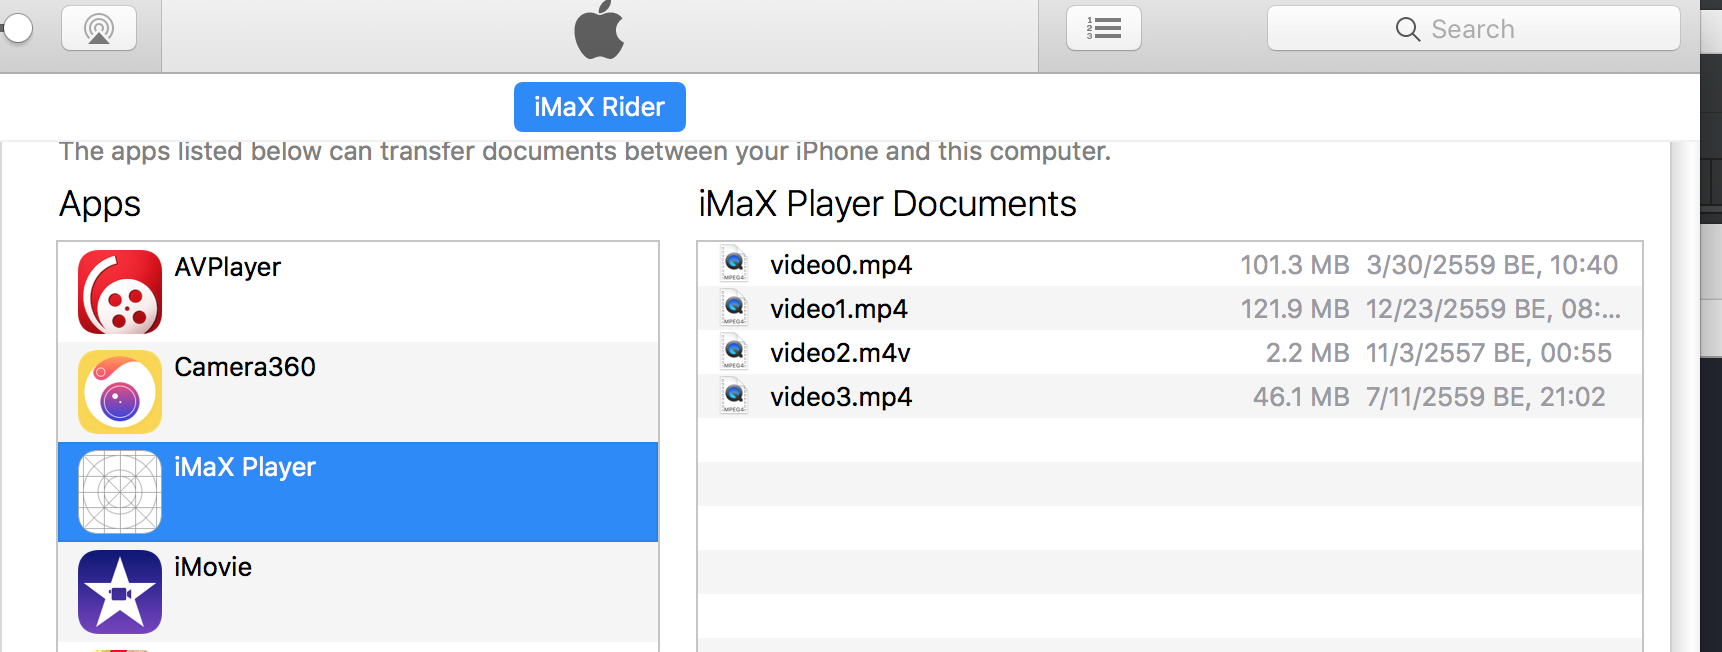 Search
iMaX Rider
The apps listed below can transfer documents between your iPhone and this computer.
Apps
iMaX Player Documents
AVPlayer
Camera360
iMaX Player
iMovie
video0.mp4 101.3 MB 3/30/2559 BE, 10:40
video1.mp4 121.9 MB 12/23/2559 BE, 08:...
video2.m4v 2.2 MB 11/3/2557 BE, 00:55
video3.mp4 46.1 MB 7/11/2559 BE, 21:02